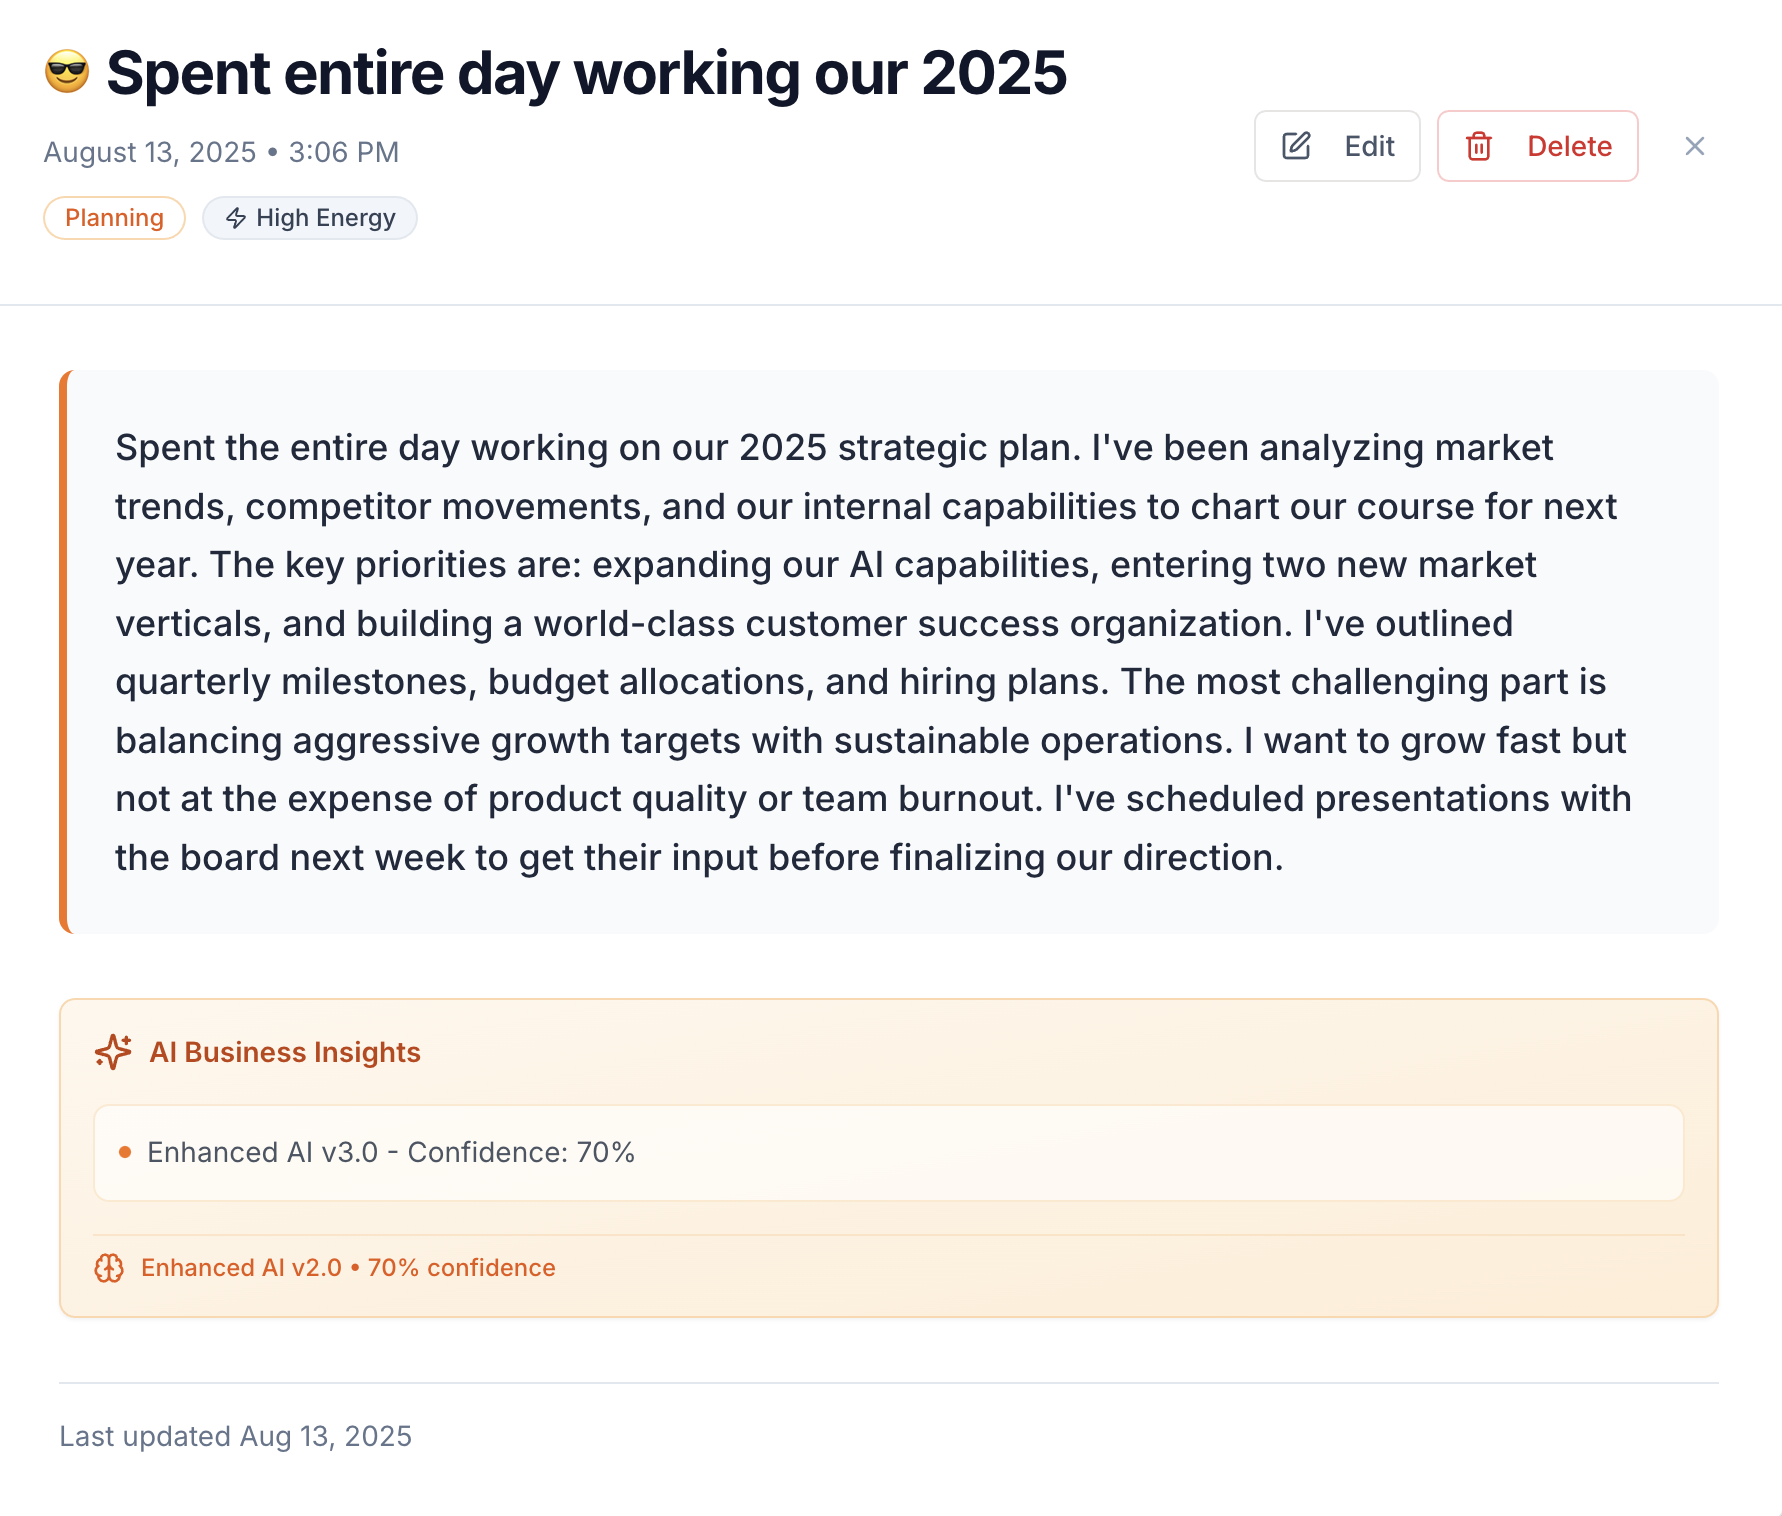 😎 Spent entire day working our 2025
August 13, 2025 • 3:06 PM
Edit
Delete
Planning
High Energy
Spent the entire day working on our 2025 strategic plan. I've been analyzing market
trends, competitor movements, and our internal capabilities to chart our course for next
year. The key priorities are: expanding our AI capabilities, entering two new market
verticals, and building a world-class customer success organization. I've outlined
quarterly milestones, budget allocations, and hiring plans. The most challenging part is
balancing aggressive growth targets with sustainable operations. I want to grow fast but
not at the expense of product quality or team burnout. I've scheduled presentations with
the board next week to get their input before finalizing our direction.
AI Business Insights
• Enhanced AI v3.0 - Confidence: 70%
Enhanced AI v2.0 • 70% confidence
Last updated Aug 13, 2025